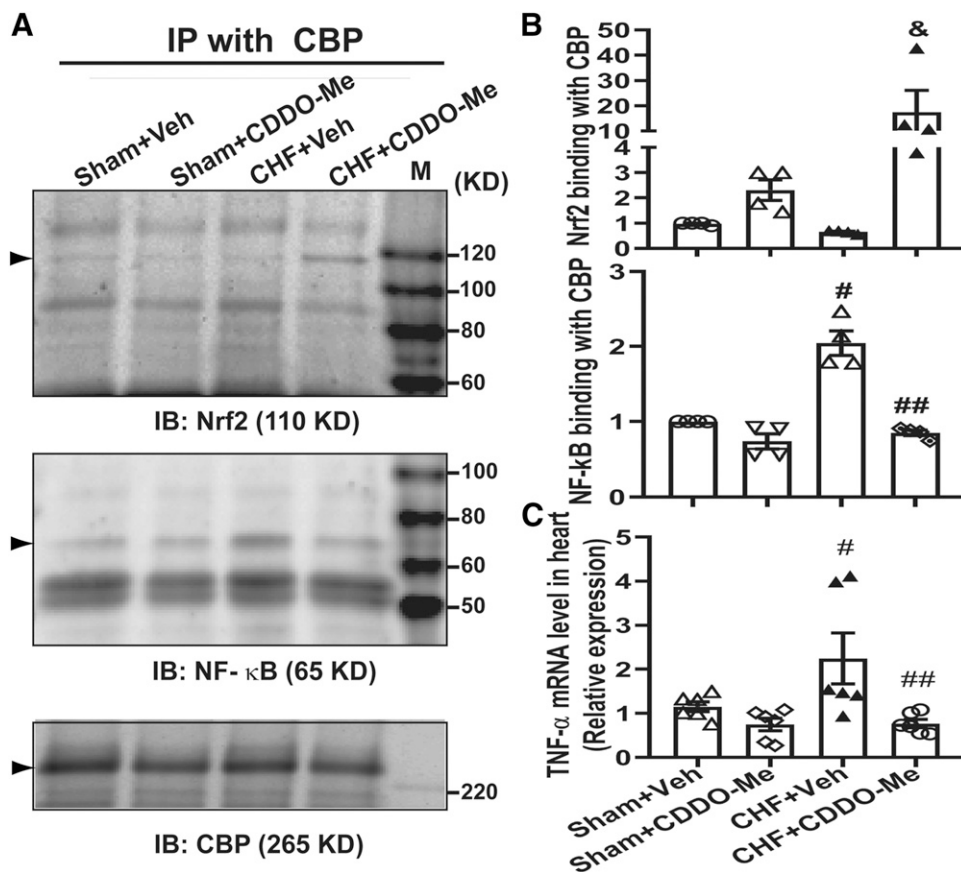 A
IP with CBP
Sham+Veh
Sham+CDDO-Me
CHF+Veh
CHF+CDDO-Me
M
(KD)
120
100
80
60
IB: Nrf2 (110 KD)
100
80
60
50
IB: NF- κB (65 KD)
220
IB: CBP (265 KD)
B
Nrf2 binding with CBP
50
40
30
20
10
4
3
2
1
0
&
NF-kB binding with CBP
3
2
1
0
#
##
C
TNF-α mRNA level in heart
(Relative expression)
5
4
3
2
1
0
#
##
Sham+Veh
Sham+CDDO-Me
CHF+Veh
CHF+CDDO-Me